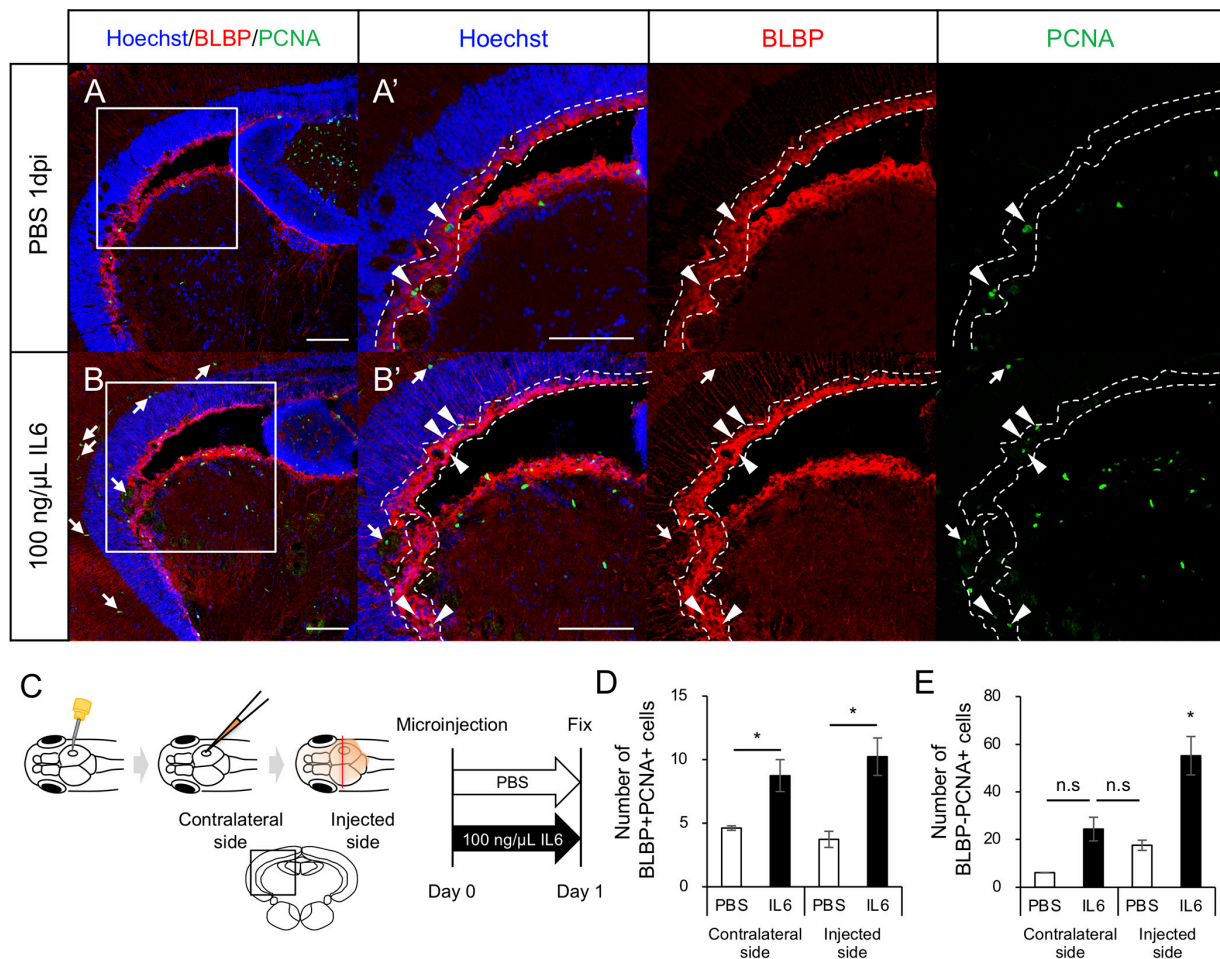 Hoechst/BLBP/PCNA
Hoechst
BLBP
PCNA
PBS 1dpi
A
A'
100 ng/µL IL6
B
B'
C
Microinjection
Fix
PBS
100 ng/µL IL6
Day 0
Day 1
Contralateral
side
Injected
side
D
Number of
BLBP+PCNA+ cells
15
10
5
0
*
*
PBS
IL6
PBS
IL6
Contralateral
side
Injected
side
E
Number of
BLBP-PCNA+ cells
80
60
40
20
0
n.s
n.s
*
PBS
IL6
PBS
IL6
Contralateral
side
Injected
side